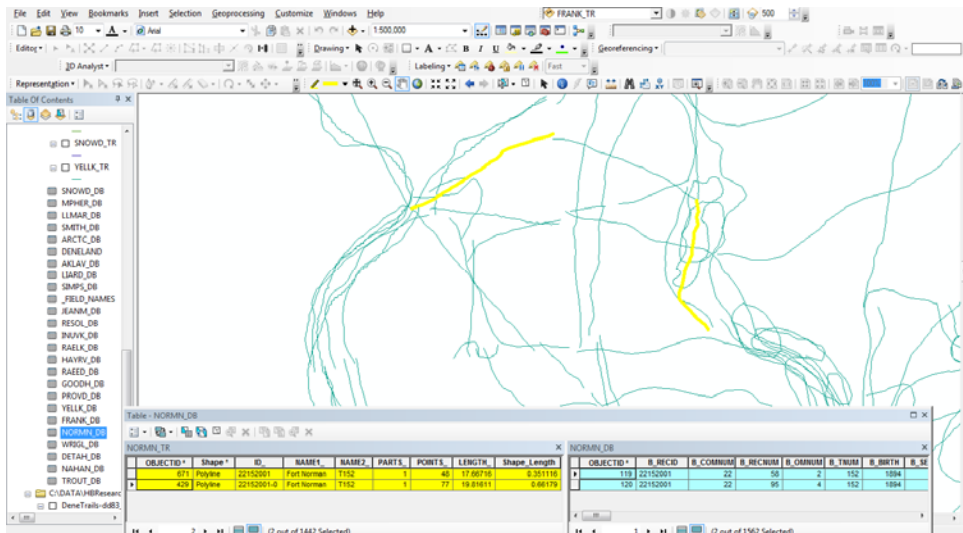 File Edit View Bookmarks Insert Selection Geoprocessing Customize Windows Help
FRANK_TR
500
10 A Arial
1:500,000
Editor
Drawing A B I U A
Georeferencing
3D Analyst
Labeling Fast
Representation
Table Of Contents
SNOWD_TR
YELLK_TR
SNOWD_DB
MPHER_DB
LLMAR_DB
SMITH_DB
ARCTC_DB
DENELAND
AKLAV_DB
LIARD_DB
SIMPS_DB
_FIELD_NAMES
JEANM_DB
RESOL_DB
INUVK_DB
RAELK_DB
HAYRV_DB
RAEED_DB
GOODH_DB
PROVD_DB
YELLK_DB
FRANK_DB
NORMN_DB
WRIGL_DB
DETAH_DB
NAHAN_DB
TROUT_DB
C:\DATA\HBResearc
DeneTrails-dd83_
Table - NORMN_DB
NORMN_TR
OBJECTID * Shape * ID_ NAME1_ NAME2_ PARTS_ POINTS_ LENGTH_ Shape_Length
671 Polyline 22152001 Fort Norman T152 1 48 17.66716 0.351116
429 Polyline 22152001-0 Fort Norman T152 1 77 19.81611 0.66179
2 (2 out of 1442 Selected)
NORMN_DB
OBJECTID * B_RECID B_COMNUM B_RECNUM B_OMNUM B_TNUM B_BIRTH B_SE
119 22152001 22 58 2 152 1894
120 22152001 22 95 4 152 1894
1 (2 out of 1562 Selected)